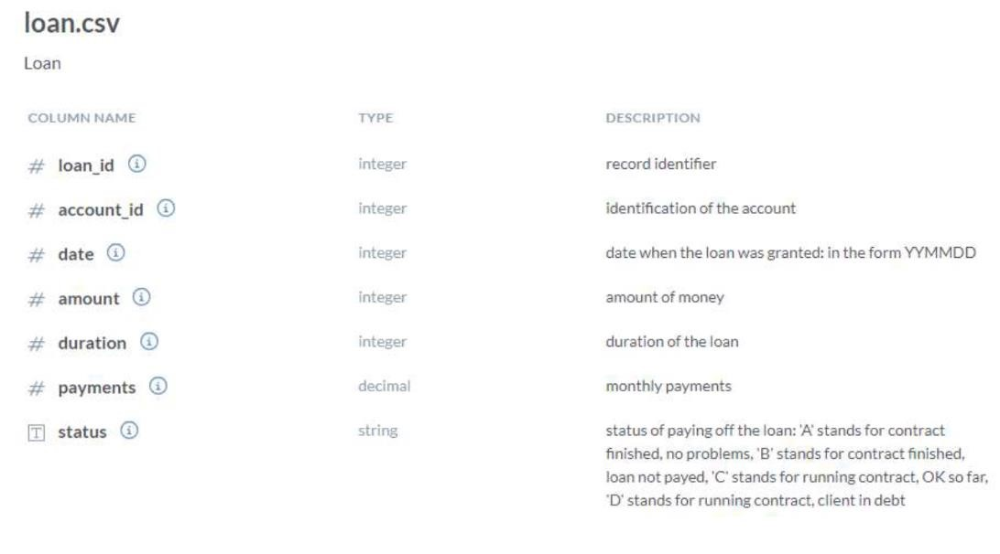 loan.csv
Loan
COLUMN NAME TYPE DESCRIPTION
# loan_id integer record identifier
# account_id integer identification of the account
# date integer date when the loan was granted: in the form YYMMDD
# amount integer amount of money
# duration integer duration of the loan
# payments decimal monthly payments
T status string status of paying off the loan: 'A' stands for contract
finished, no problems, 'B' stands for contract finished,
loan not payed, 'C' stands for running contract, OK so far,
'D' stands for running contract, client in debt